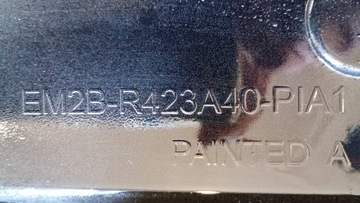 EM2B-R423A40-PIA1
PAINTED A